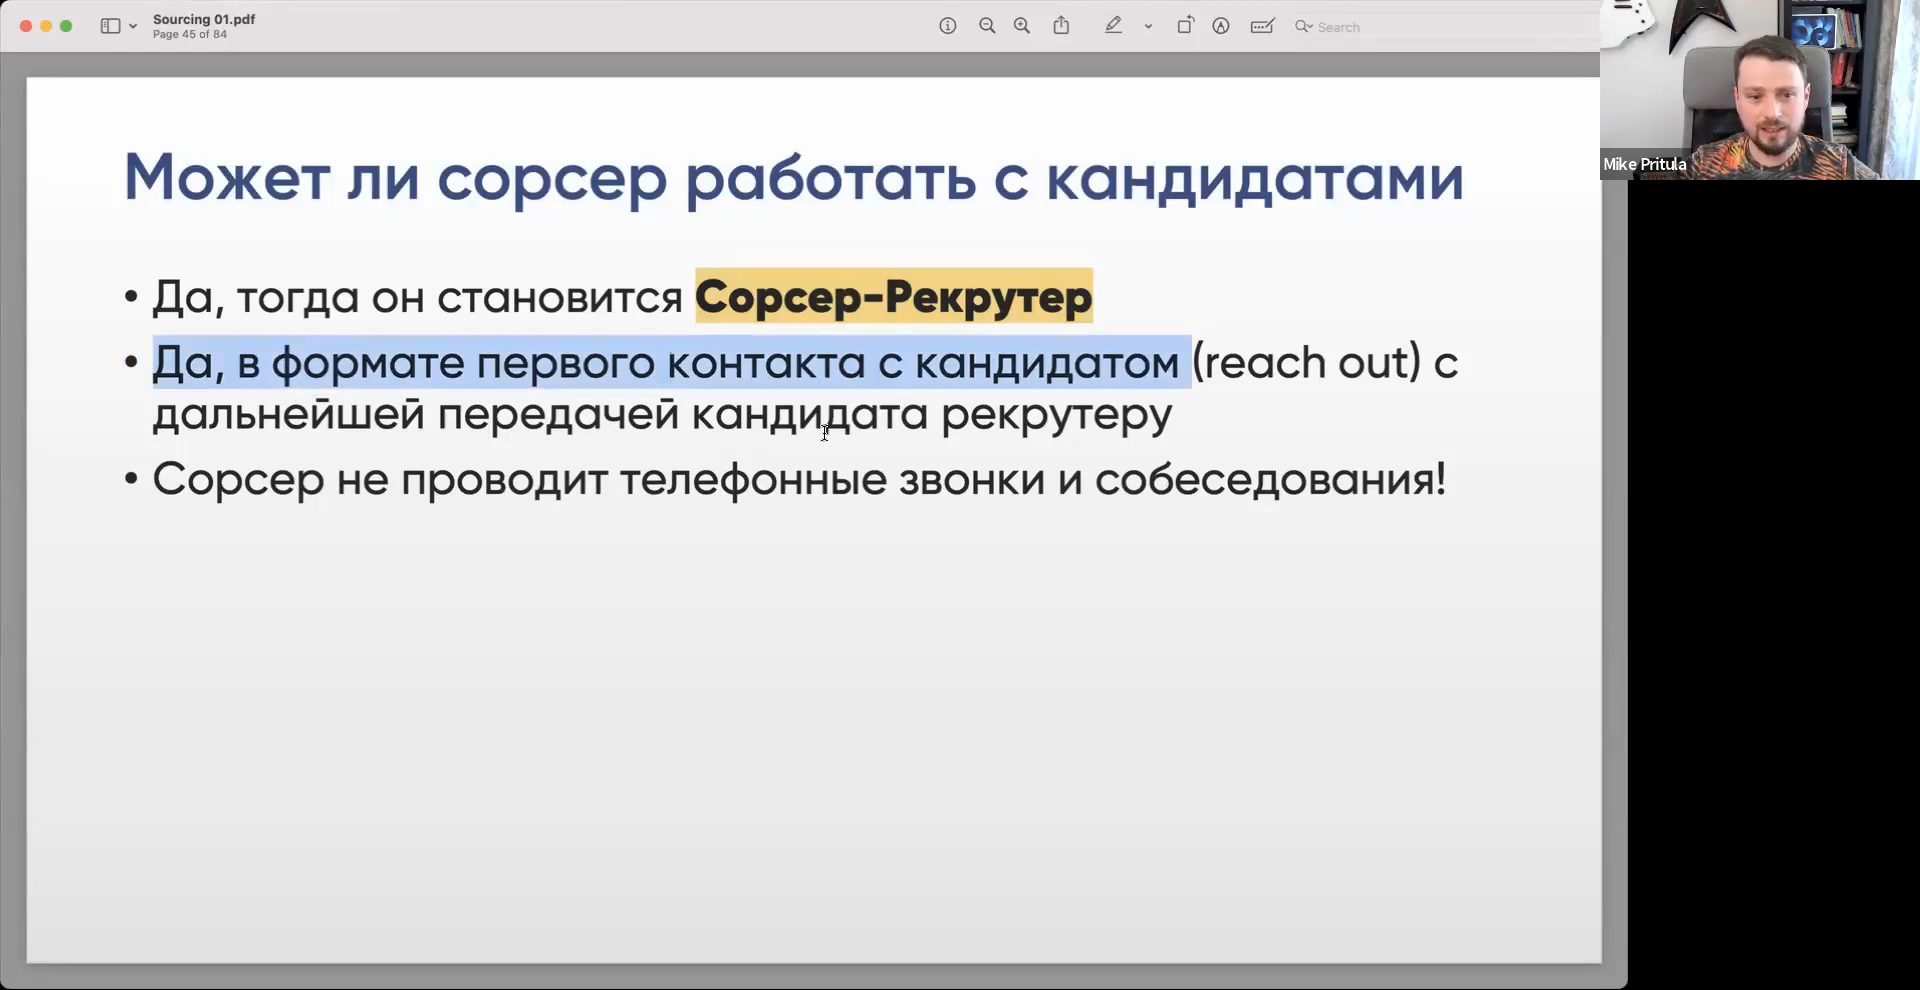 Sourcing 01.pdf
Page 45 of 84
Search
Mike Pritula
Может ли сорсер работать с кандидатами
• Да, тогда он становится Сорсер-Рекрутер
• Да, в формате первого контакта с кандидатом (reach out) с
дальнейшей передачей кандидата рекрутеру
• Сорсер не проводит телефонные звонки и собеседования!